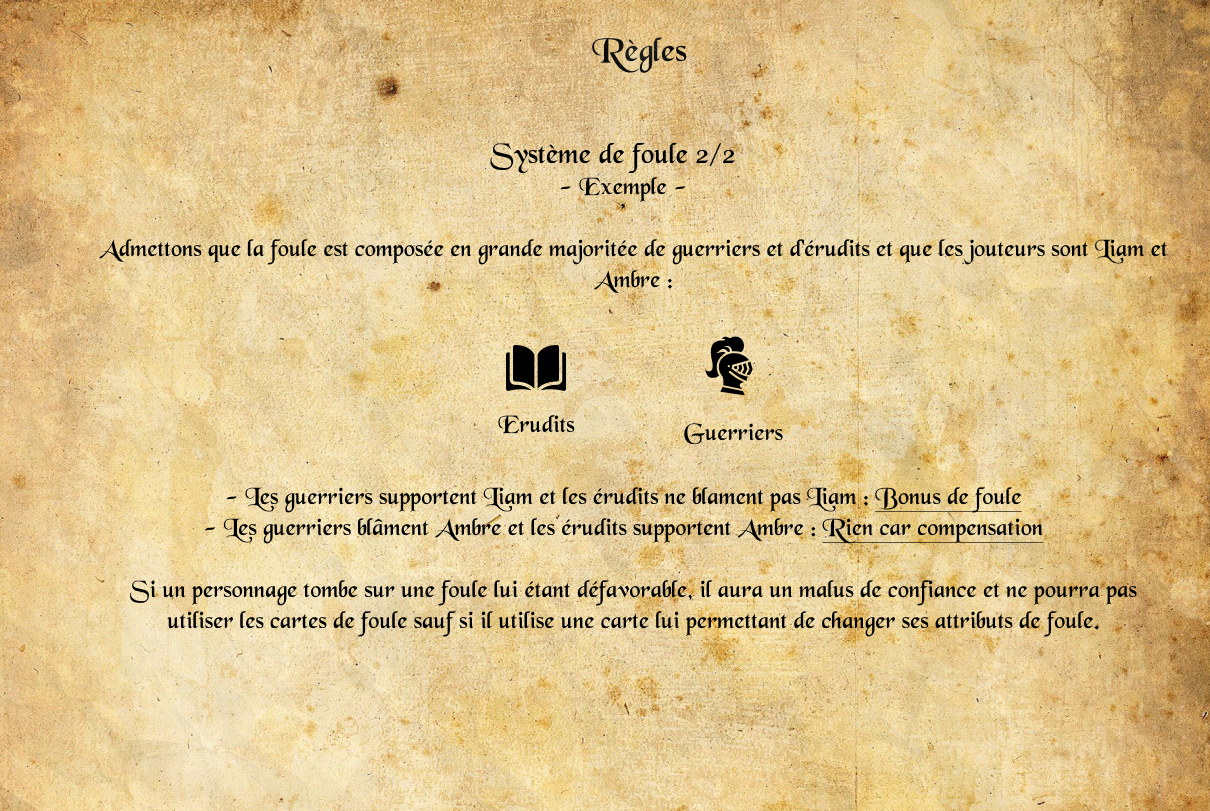 Règles
Système de foule 2/2
- Exemple -
Admettons que la foule est composée en grande majoritée de guerriers et d'érudits et que les jouteurs sont Liam et
Ambre :
Erudits
Guerriers
- Les guerriers supportent Liam et les érudits ne blament pas Liam : Bonus de foule
- Les guerriers blâment Ambre et les érudits supportent Ambre : Rien car compensation
Si un personnage tombe sur une foule lui étant défavorable, il aura un malus de confiance et ne pourra pas
utiliser les cartes de foule sauf si il utilise une carte lui permettant de changer ses attributs de foule.